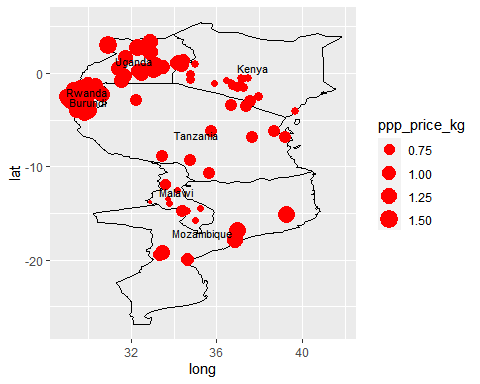 Uganda
Kenya
0
Rwanda
Burundi
Tanzania
-10
Malawi
Mozambique
-20
32
36
40
long
lat
ppp_price_kg
0.75
1.00
1.25
1.50